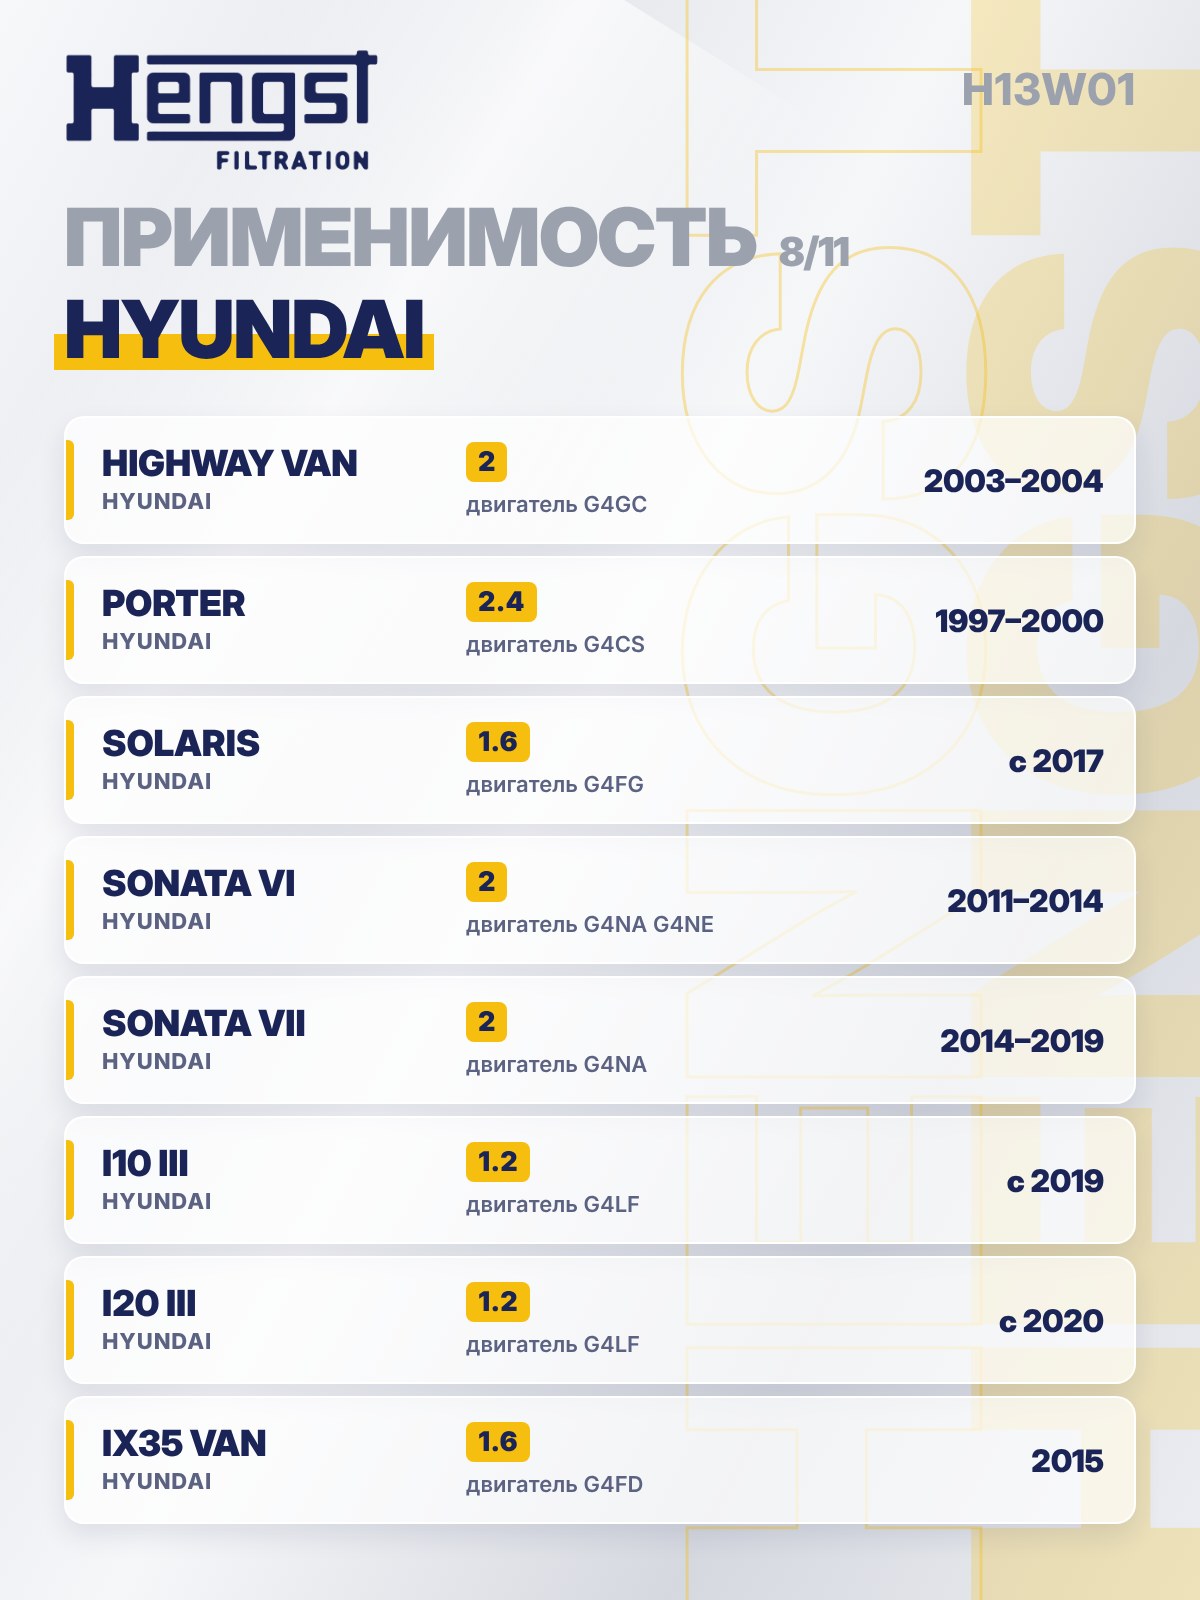 Hengst
FILTRATION
H13W01
ПРИМЕНИМОСТЬ 8/11
HYUNDAI
HIGHWAY VAN
HYUNDAI
2
двигатель G4GC
2003–2004
PORTER
HYUNDAI
2.4
двигатель G4CS
1997–2000
SOLARIS
HYUNDAI
1.6
двигатель G4FG
с 2017
SONATA VI
HYUNDAI
2
двигатель G4NA G4NE
2011–2014
SONATA VII
HYUNDAI
2
двигатель G4NA
2014–2019
I10 III
HYUNDAI
1.2
двигатель G4LF
с 2019
I20 III
HYUNDAI
1.2
двигатель G4LF
с 2020
IX35 VAN
HYUNDAI
1.6
двигатель G4FD
2015
HENGST
HENGST